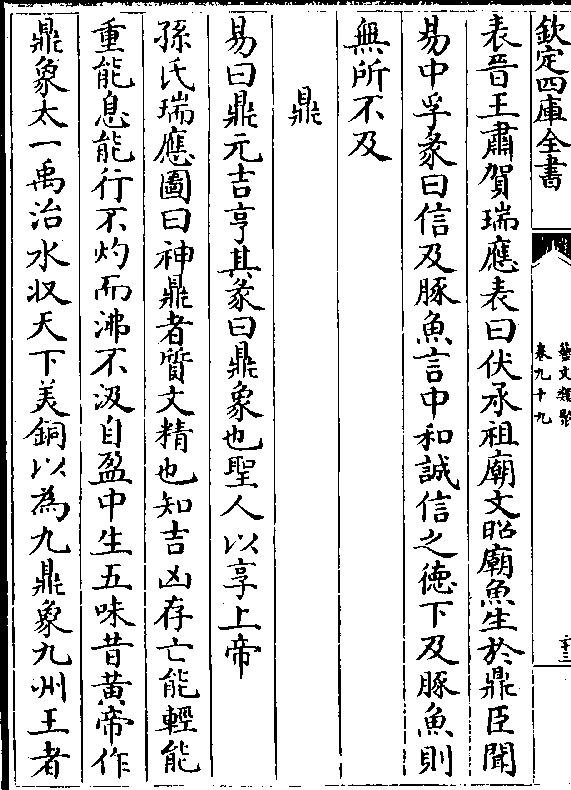 欽定四庫全書
藝文類聚
卷九十九
二十三
表晉王肅賀瑞應表曰伏承祖廟文昭廟魚生於鼎臣聞
易中孚彖曰信及豚魚言中和誠信之德下及豚魚則
無所不及
鼎
易曰鼎元吉亨其彖曰鼎象也聖人以享上帝
孫氏瑞應圖曰神鼎者質文精也知吉凶存亡能輕能
重能息能行不灼而沸不汲自盈中生五味昔黃帝作
鼎象太一禹治水収天下美銅以為九鼎象九州王者